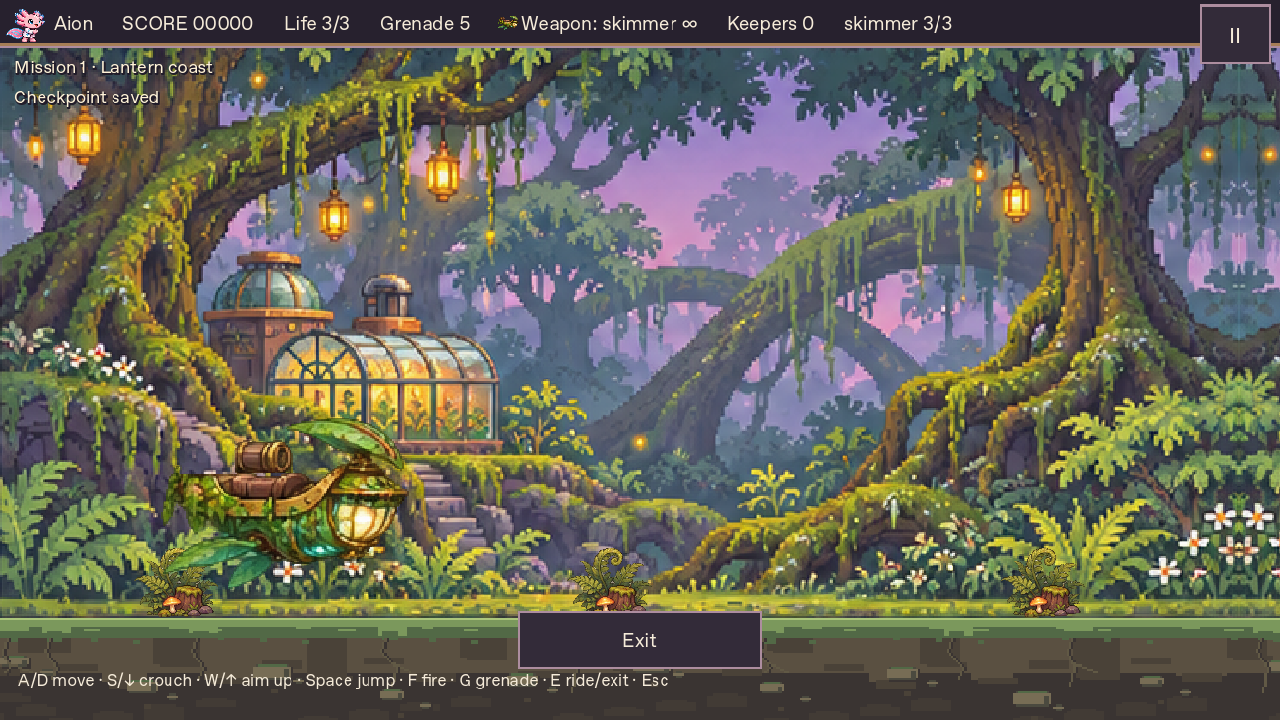 Aion SCORE 00000 Life 3/3 Grenade 5 Weapon: skimmer ∞ Keepers 0 skimmer 3/3 II
Mission 1 · Lantern coast
Checkpoint saved
Exit
A/D move · S/↓ crouch · W/↑ aim up · Space jump · F fire · G grenade · E ride/exit · Esc